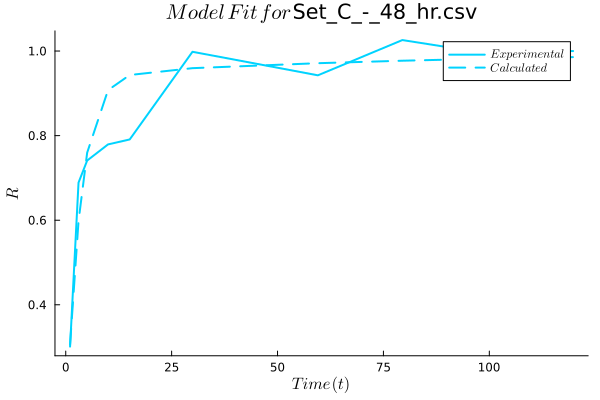 Model Fit for Set_C_-_48_hr.csv
1.0
0.8
0.6
0.4
R
Experimental
Calculated
0 25 50 75 100
Time(t)